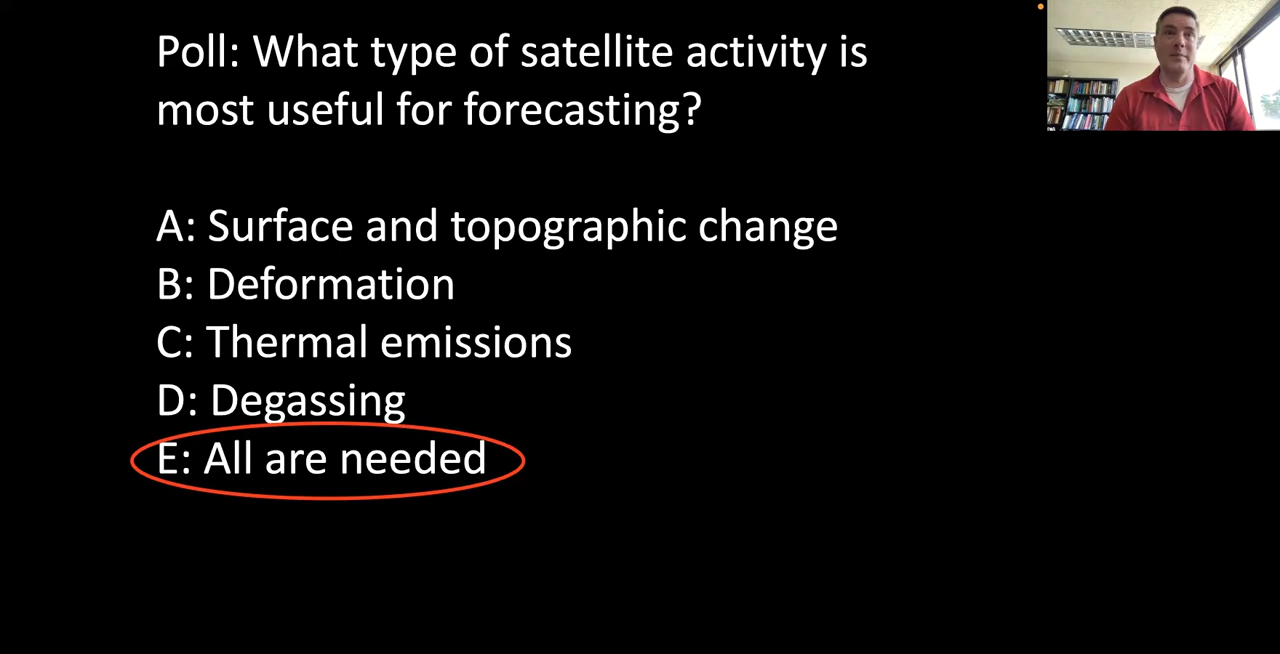 Poll: What type of satellite activity is
most useful for forecasting?
A: Surface and topographic change
B: Deformation
C: Thermal emissions
D: Degassing
E: All are needed